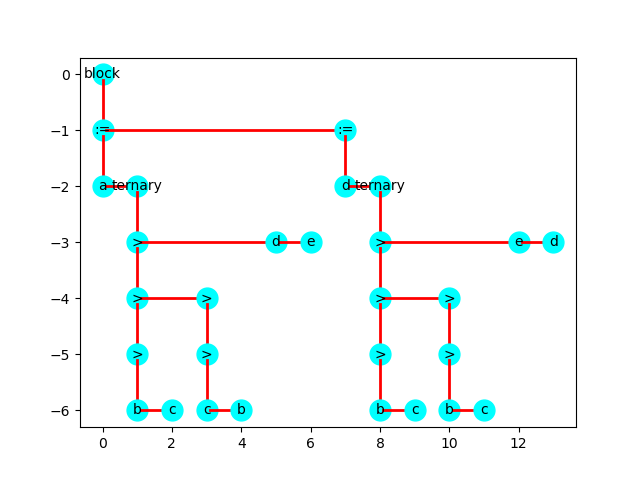 0 block
−1 := :=
−2 a ternary d ternary
−3 > d e > e d
−4 > > > >
−5 > > > >
−6 b c c b b c b c
0 2 4 6 8 10 12